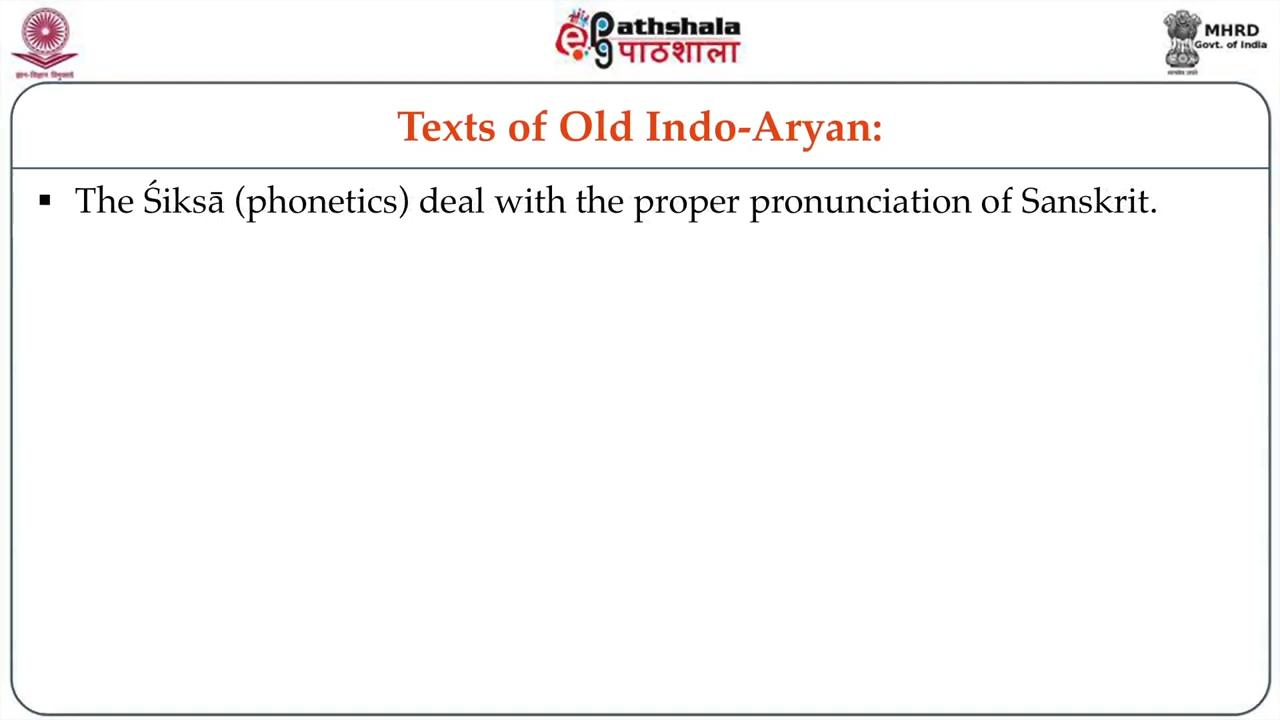 ePathshala
पाठशाला
MHRD
Govt. of India
Texts of Old Indo-Aryan:
▪ The Śiksā (phonetics) deal with the proper pronunciation of Sanskrit.